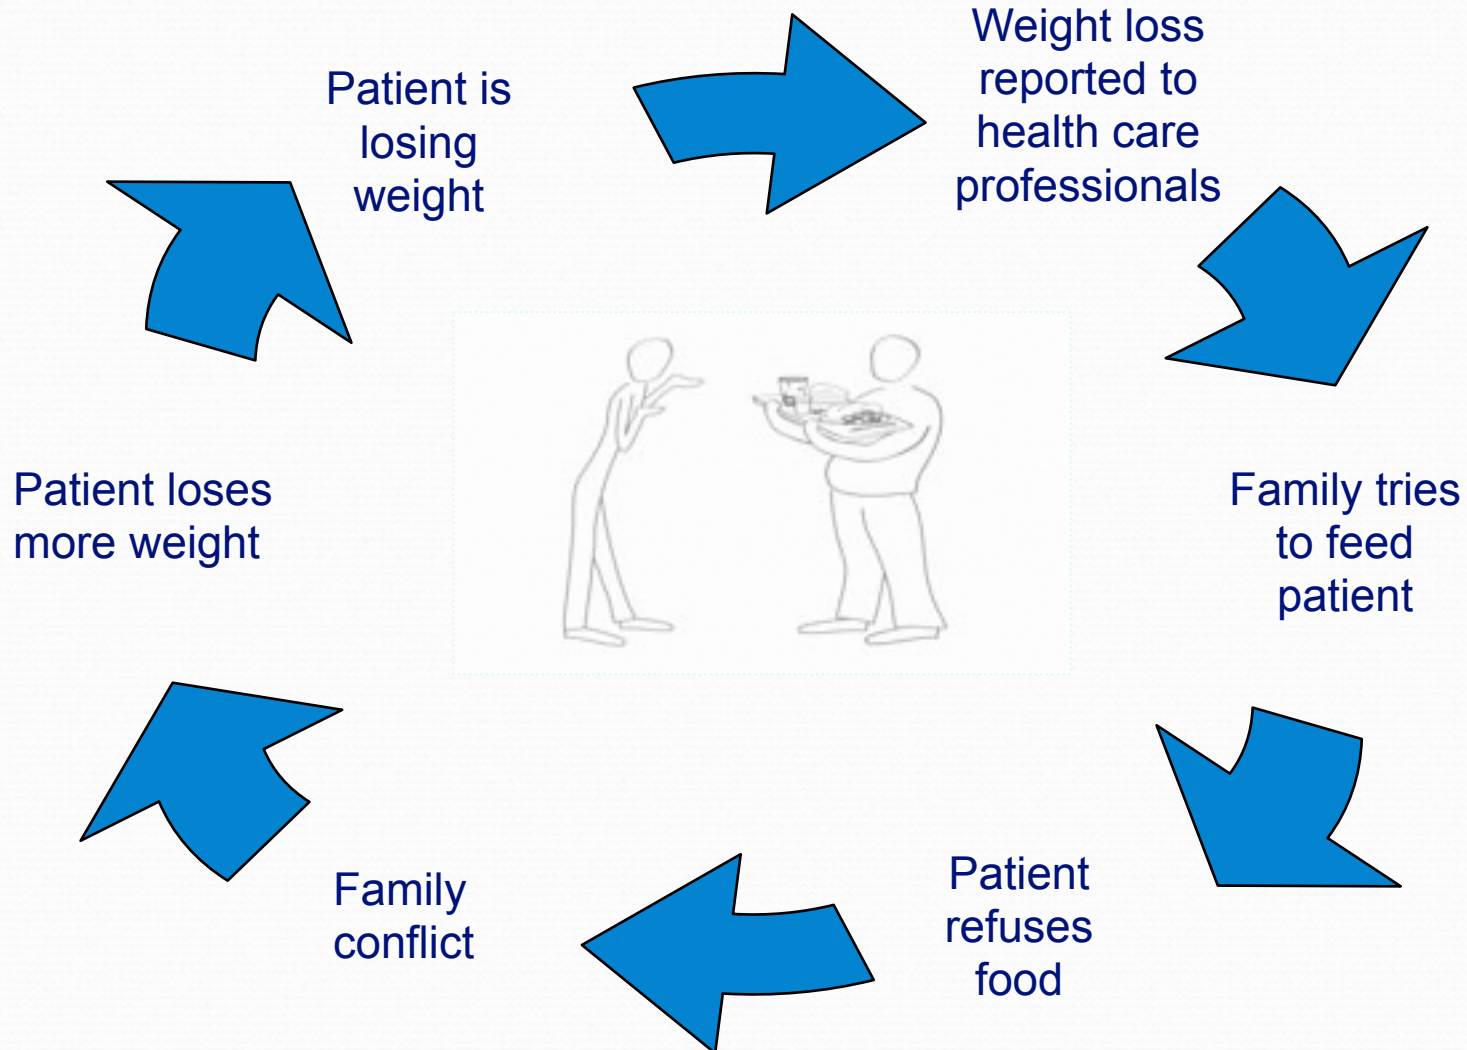 Patient is
losing
weight
Weight loss
reported to
health care
professionals
Family tries
to feed
patient
Patient
refuses
food
Family
conflict
Patient loses
more weight